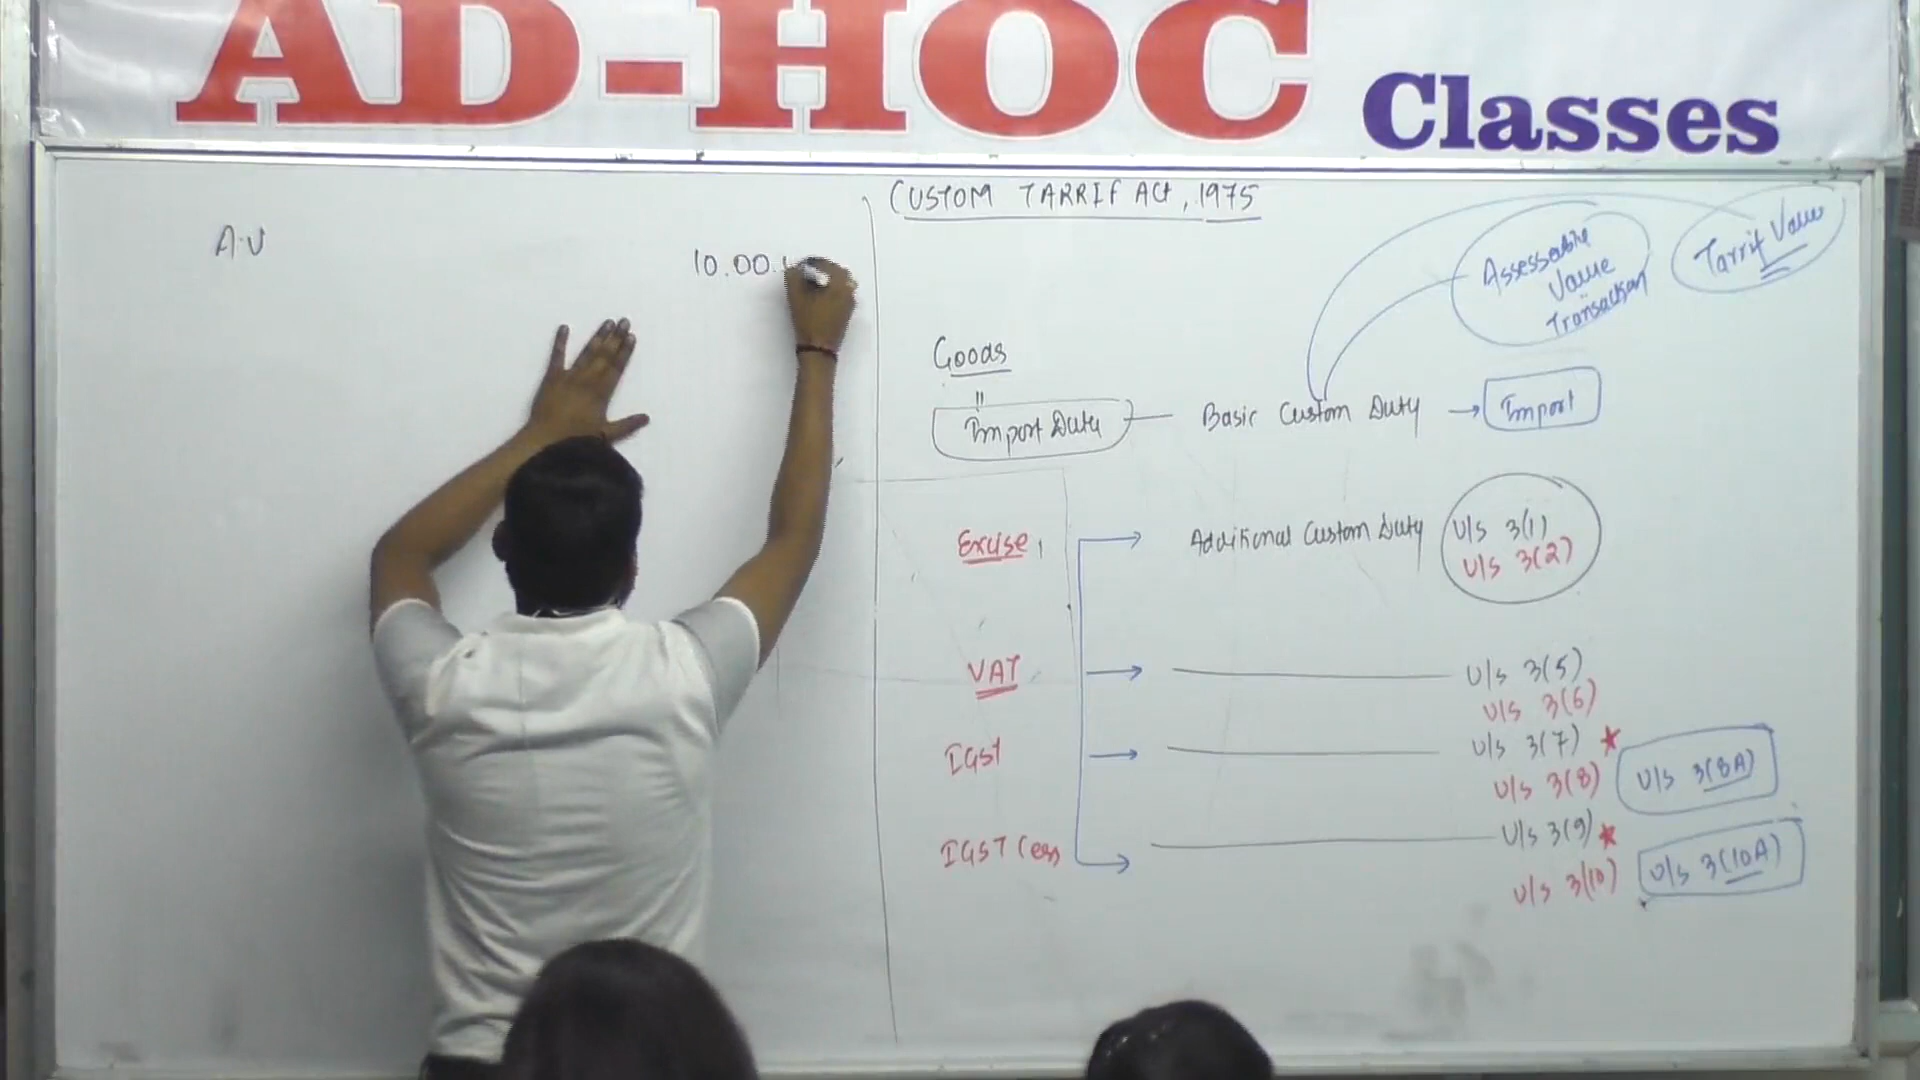 AD-HOC Classes
A.V
10.00.
CUSTOM TARRIF ACT, 1975
Assessable
Value
Transaction
Tarrif Value
Goods
"
Import Duty
Basic Custom Duty → Import
Excise,
Additional Custom Duty
U/s 3(1)
U/s 3(2)
VAT
U/s 3(5)
U/s 3(6)
IGST
U/s 3(7) ★
U/s 3(8)
U/s 3(8A)
IGST Cess
U/s 3(9) ★
U/s 3(10)
U/s 3(10A)